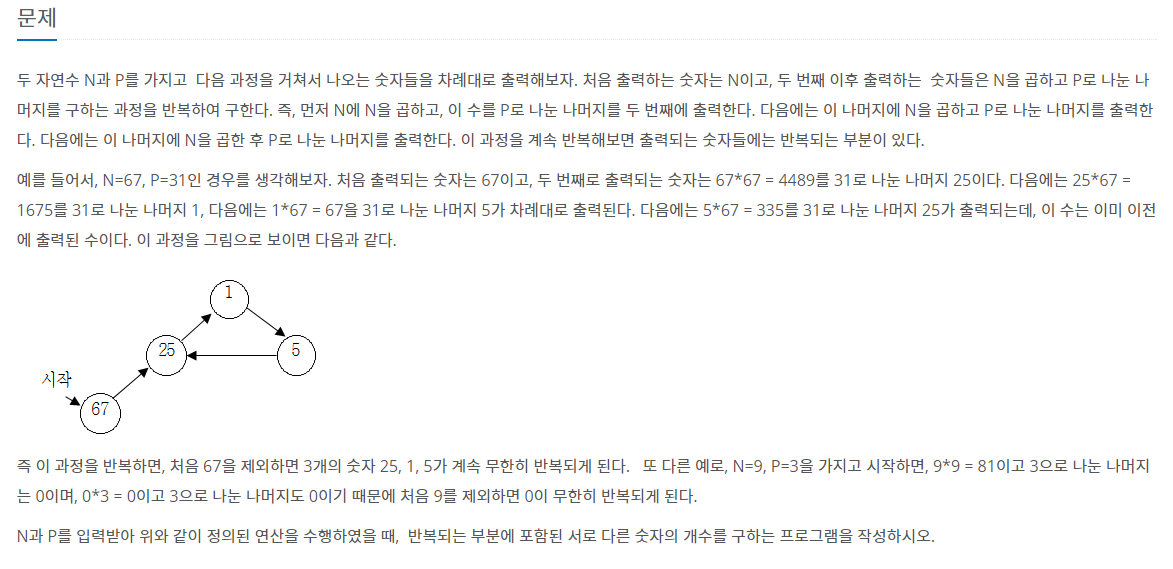 문제
두 자연수 N과 P를 가지고 다음 과정을 거쳐서 나오는 숫자들을 차례대로 출력해보자. 처음 출력하는 숫자는 N이고, 두 번째 이후 출력하는 숫자들은 N을 곱하고 P로 나눈 나
머지를 구하는 과정을 반복하여 구한다. 즉, 먼저 N에 N을 곱하고, 이 수를 P로 나눈 나머지를 두 번째에 출력한다. 다음에는 이 나머지에 N을 곱하고 P로 나눈 나머지를 출력한
다. 다음에는 이 나머지에 N을 곱한 후 P로 나눈 나머지를 출력한다. 이 과정을 계속 반복해보면 출력되는 숫자들에는 반복되는 부분이 있다.
예를 들어서, N=67, P=31인 경우를 생각해보자. 처음 출력되는 숫자는 67이고, 두 번째로 출력되는 숫자는 67*67 = 4489를 31로 나눈 나머지 25이다. 다음에는 25*67 =
1675를 31로 나눈 나머지 1, 다음에는 1*67 = 67을 31로 나눈 나머지 5가 차례대로 출력된다. 다음에는 5*67 = 335를 31로 나눈 나머지 25가 출력되는데, 이 수는 이미 이전
에 출력된 수이다. 이 과정을 그림으로 보이면 다음과 같다.
1
25
5
시작
67
즉 이 과정을 반복하면, 처음 67을 제외하면 3개의 숫자 25, 1, 5가 계속 무한히 반복되게 된다. 또 다른 예로, N=9, P=3을 가지고 시작하면, 9*9 = 81이고 3으로 나눈 나머지
는 0이며, 0*3 = 0이고 3으로 나눈 나머지도 0이기 때문에 처음 9를 제외하면 0이 무한히 반복되게 된다.
N과 P를 입력받아 위와 같이 정의된 연산을 수행하였을 때, 반복되는 부분에 포함된 서로 다른 숫자의 개수를 구하는 프로그램을 작성하시오.